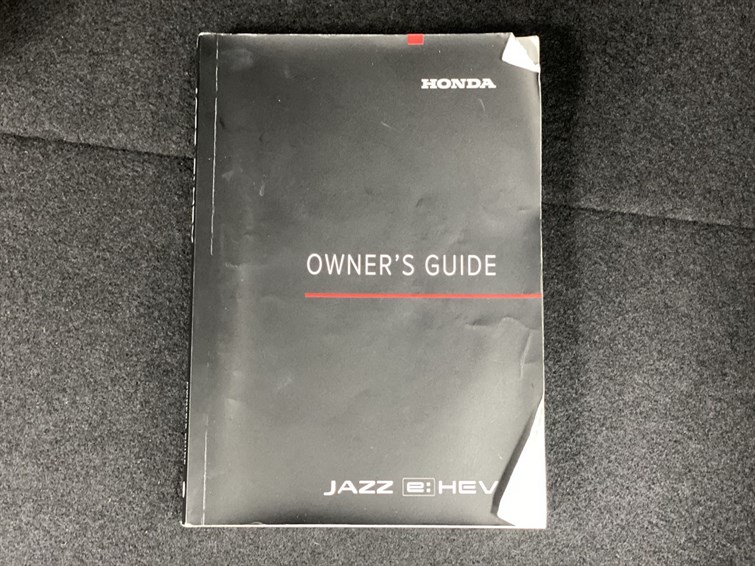 HONDA
OWNER'S GUIDE
JAZZ e:HEV